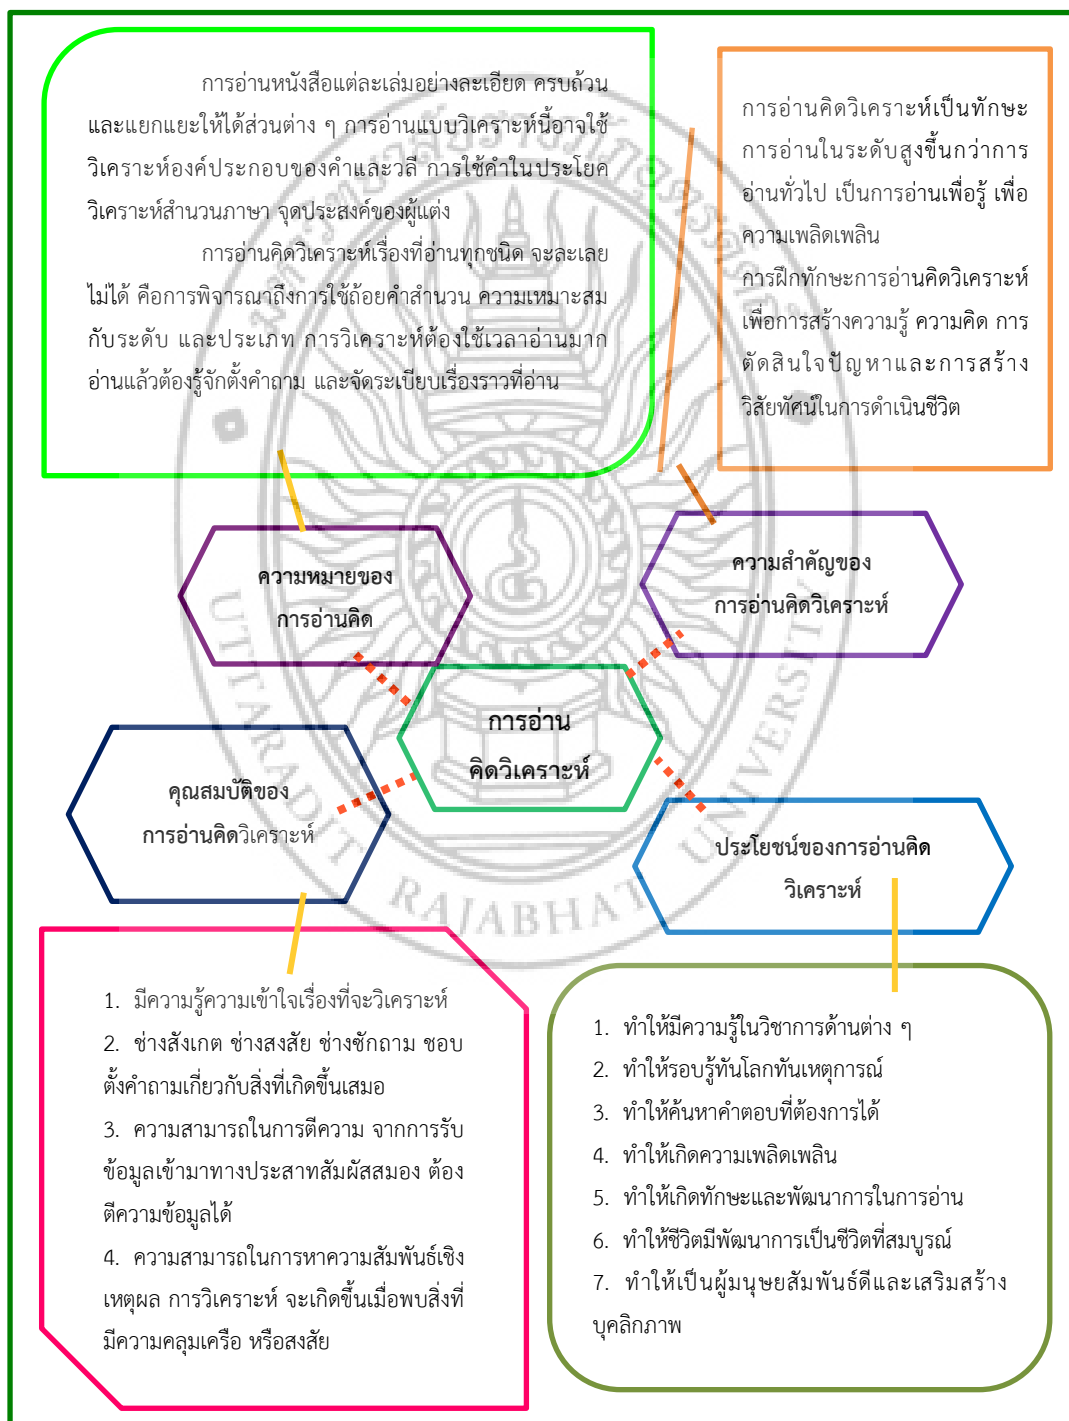 การอ่านหนังสือแต่ละเล่มอย่างละเอียด ครบถ้วน
และแยกแยะให้ได้ส่วนต่าง ๆ การอ่านแบบวิเคราะห์นี้อาจใช้
วิเคราะห์องค์ประกอบของคำและวลี การใช้คำในประโยค
วิเคราะห์สำนวนภาษา จุดประสงค์ของผู้แต่ง
การอ่านคิดวิเคราะห์เรื่องที่อ่านทุกชนิด จะละเลย
ไม่ได้ คือการพิจารณาถึงการใช้ถ้อยคำสำนวน ความเหมาะสม
กับระดับ และประเภท การวิเคราะห์ต้องใช้เวลาอ่านมาก
อ่านแล้วต้องรู้จักตั้งคำถาม และจัดระเบียบเรื่องราวที่อ่าน
การอ่านคิดวิเคราะห์เป็นทักษะ
การอ่านในระดับสูงขึ้นกว่าการ
อ่านทั่วไป เป็นการอ่านเพื่อรู้ เพื่อ
ความเพลิดเพลิน
การฝึกทักษะการอ่านคิดวิเคราะห์
เพื่อการสร้างความรู้ ความคิด การ
ตัดสินใจปัญหาและการสร้าง
วิสัยทัศน์ในการดำเนินชีวิต
ความหมายของ
การอ่านคิด
ความสำคัญของ
การอ่านคิดวิเคราะห์
การอ่าน
คิดวิเคราะห์
คุณสมบัติของ
การอ่านคิดวิเคราะห์
ประโยชน์ของการอ่านคิด
วิเคราะห์
1. มีความรู้ความเข้าใจเรื่องที่จะวิเคราะห์
2. ช่างสังเกต ช่างสงสัย ช่างซักถาม ชอบ
ตั้งคำถามเกี่ยวกับสิ่งที่เกิดขึ้นเสมอ
3. ความสามารถในการตีความ จากการรับ
ข้อมูลเข้ามาทางประสาทสัมผัสสมอง ต้อง
ตีความข้อมูลได้
4. ความสามารถในการหาความสัมพันธ์เชิง
เหตุผล การวิเคราะห์ จะเกิดขึ้นเมื่อพบสิ่งที่
มีความคลุมเครือ หรือสงสัย
1. ทำให้มีความรู้ในวิชาการด้านต่าง ๆ
2. ทำให้รอบรู้ทันโลกทันเหตุการณ์
3. ทำให้ค้นหาคำตอบที่ต้องการได้
4. ทำให้เกิดความเพลิดเพลิน
5. ทำให้เกิดทักษะและพัฒนาการในการอ่าน
6. ทำให้ชีวิตมีพัฒนาการเป็นชีวิตที่สมบูรณ์
7. ทำให้เป็นผู้มนุษยสัมพันธ์ดีและเสริมสร้าง
บุคลิกภาพ
UTTARADIT RAJABHAT UNIVERSITY